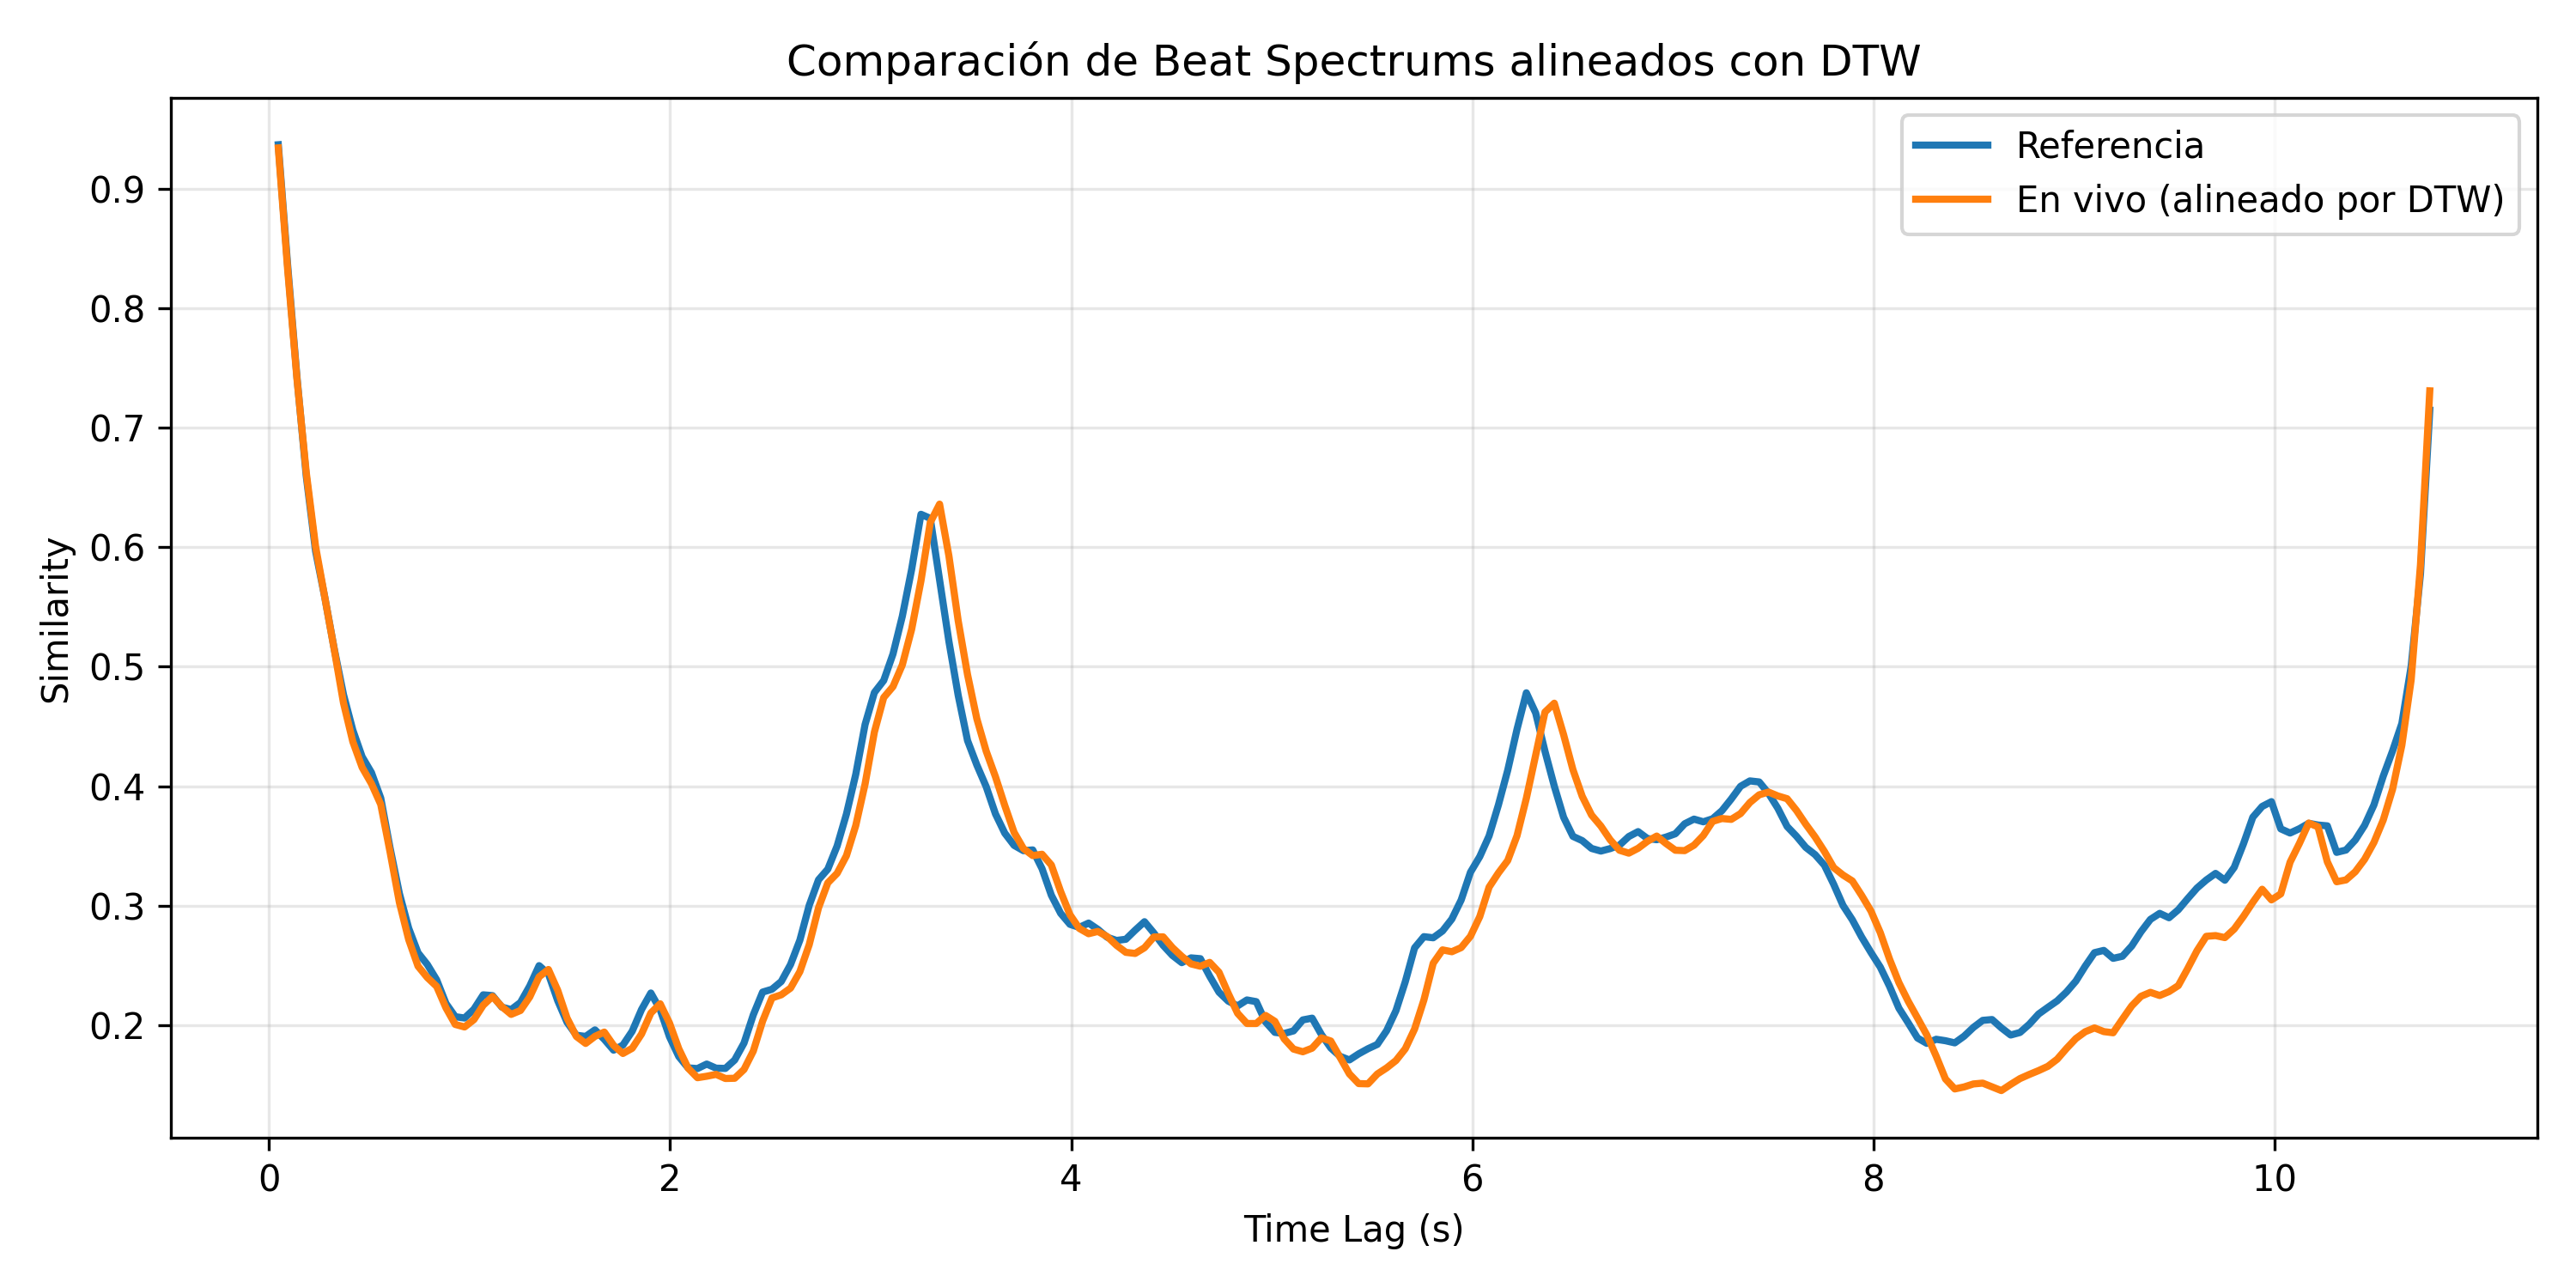 Comparación de Beat Spectrums alineados con DTW
Referencia
En vivo (alineado por DTW)
Similarity
0.9
0.8
0.7
0.6
0.5
0.4
0.3
0.2
0
2
4
6
8
10
Time Lag (s)